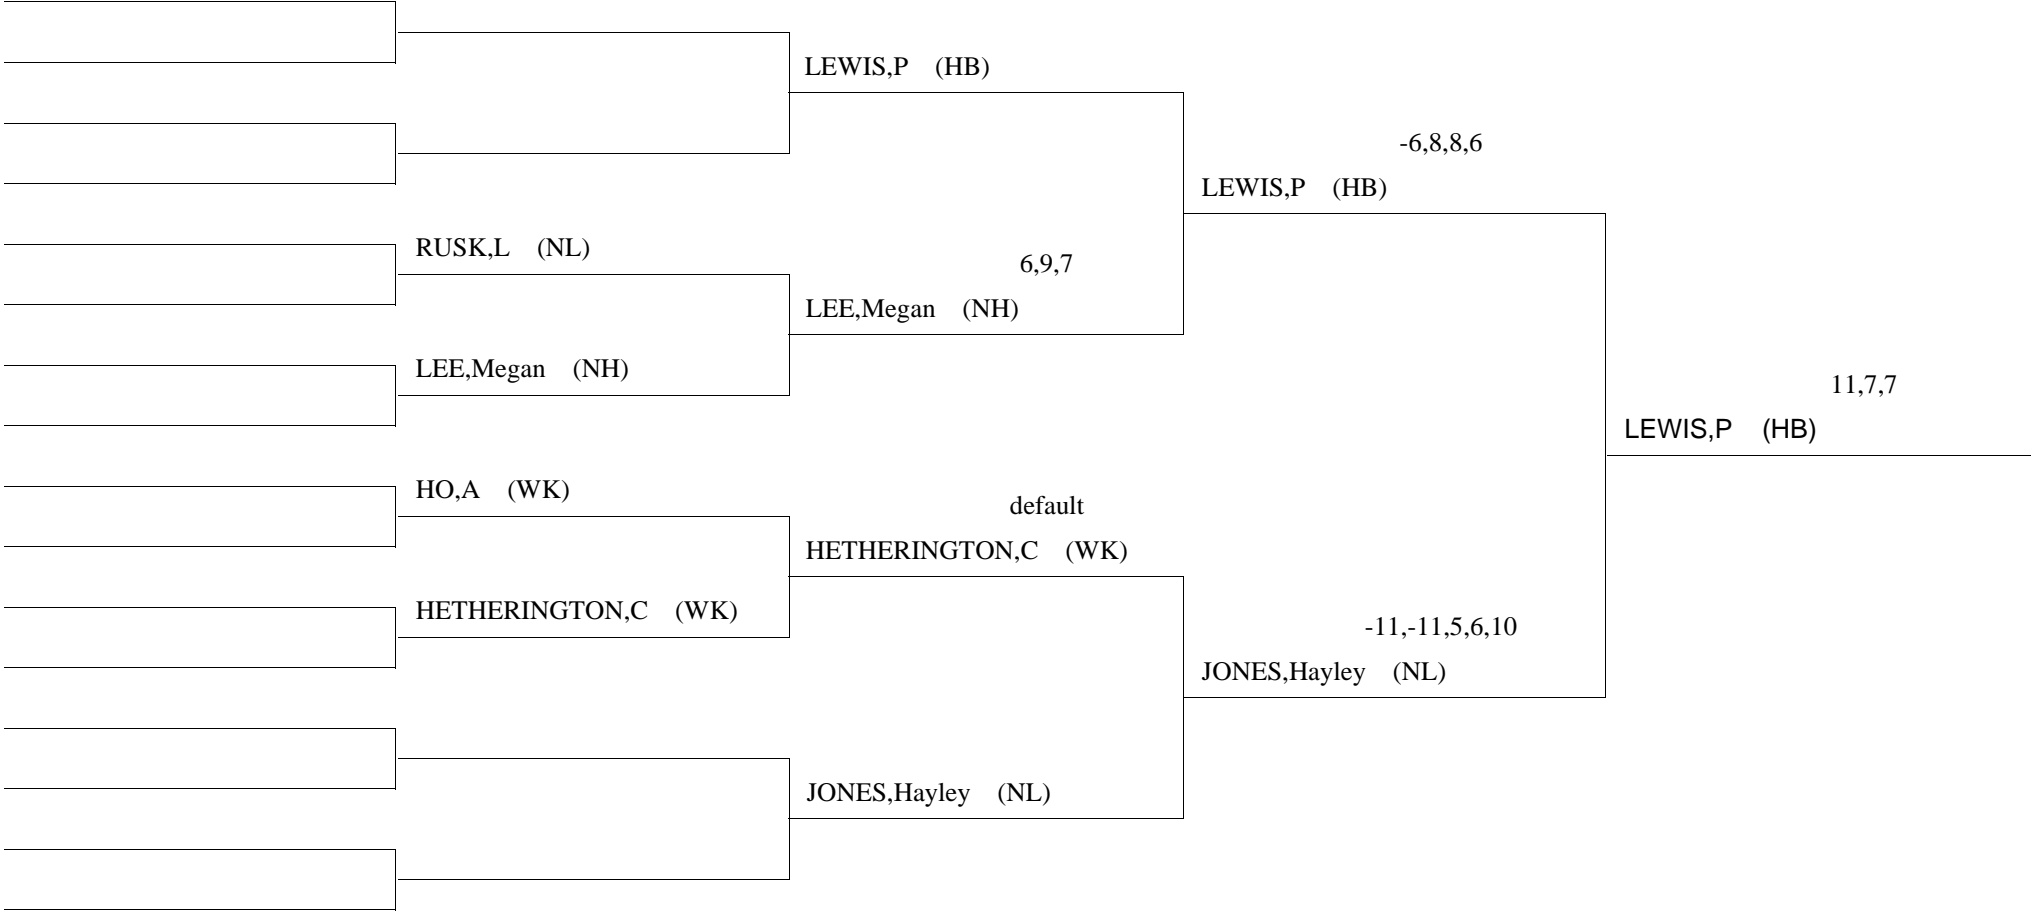 LEWIS,P (HB)
-6,8,8,6
LEWIS,P (HB)
RUSK,L (NL)
6,9,7
LEE,Megan (NH)
LEE,Megan (NH)
11,7,7
LEWIS,P (HB)
HO,A (WK)
default
HETHERINGTON,C (WK)
HETHERINGTON,C (WK)
-11,-11,5,6,10
JONES,Hayley (NL)
JONES,Hayley (NL)